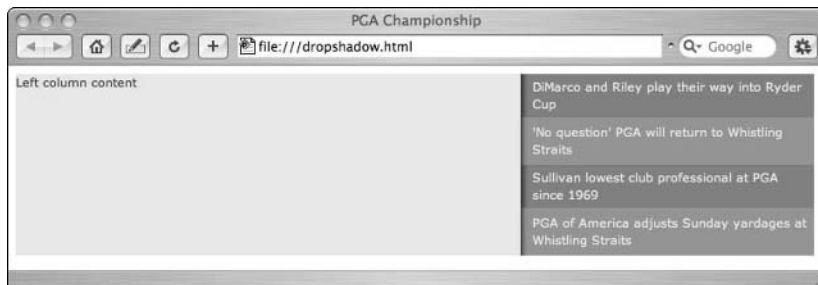 PGA Championship
file:///dropshadow.html
Google
Left column content
DiMarco and Riley play their way into Ryder
Cup
'No question' PGA will return to Whistling
Straits
Sullivan lowest club professional at PGA
since 1969
PGA of America adjusts Sunday yardages at
Whistling Straits